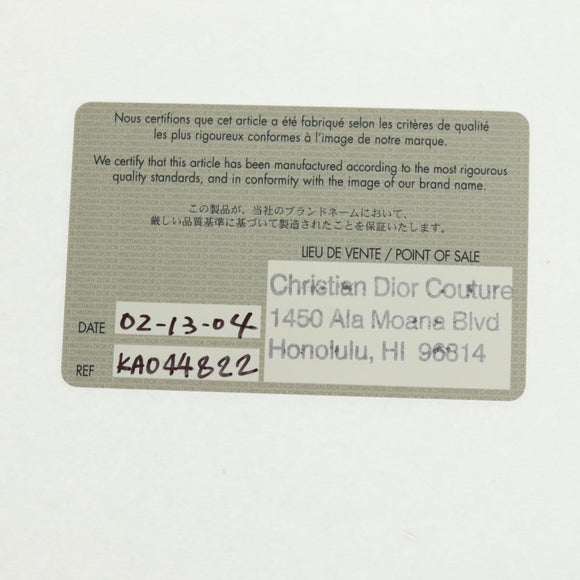 Nous certifions que cet article a été fabriqué selon les critères de qualité
les plus rigoureux conformes à l'image de notre marque.
We certify that this article has been manufactured according to the most rigourous
quality standards, and in conformity with the image of our brand name.
この製品が、当社のブランドネームにおいて、
厳しい品質基準に基づいて製造されたことを保証いたします。
LIEU DE VENTE / POINT OF SALE
Christian Dior Couture
1450 Ala Moana Blvd
Honolulu, HI 96814
DATE 02-13-04
REF KA044822